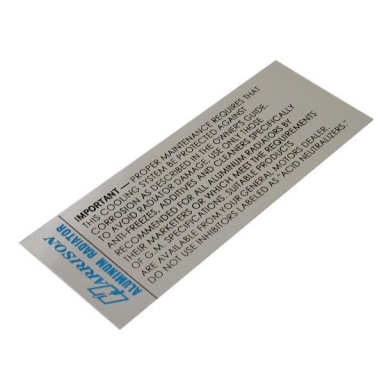 HARRISON
ALUMINUM RADIATOR
IMPORTANT — PROPER MAINTENANCE REQUIRES THAT
THIS COOLING SYSTEM BE PROTECTED AGAINST
CORROSION AS DESCRIBED IN THE OWNER'S GUIDE.
TO AVOID RADIATOR DAMAGE, USE ONLY THOSE
ANTI-FREEZES, ADDITIVES AND CLEANERS SPECIFICALLY
RECOMMENDED FOR ALL ALUMINUM RADIATORS BY
THEIR MARKETERS OR WHICH MEET THE REQUIREMENTS
OF G.M. SPECIFICATIONS. SUITABLE PRODUCTS
ARE AVAILABLE FROM YOUR GENERAL MOTORS DEALER.
DO NOT USE INHIBITORS LABELED AS "ACID NEUTRALIZERS."